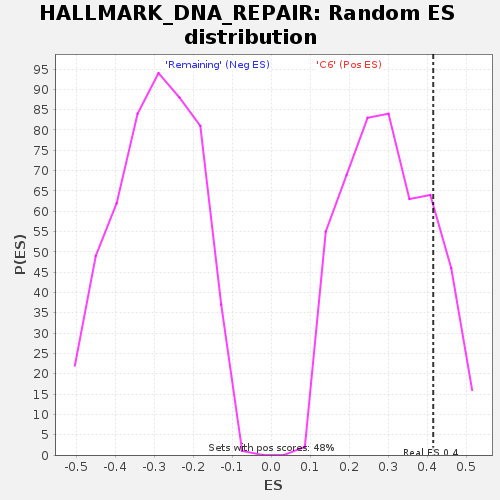 HALLMARK_DNA_REPAIR: Random ES
distribution
'Remaining' (Neg ES)
'C6' (Pos ES)
95
90
85
80
75
70
65
60
55
50
45
40
35
30
25
20
15
10
5
0
P(ES)
Sets with pos scores: 48%
Real ES 0.4
-0.5 -0.4 -0.3 -0.2 -0.1 0.0 0.1 0.2 0.3 0.4 0.5
ES